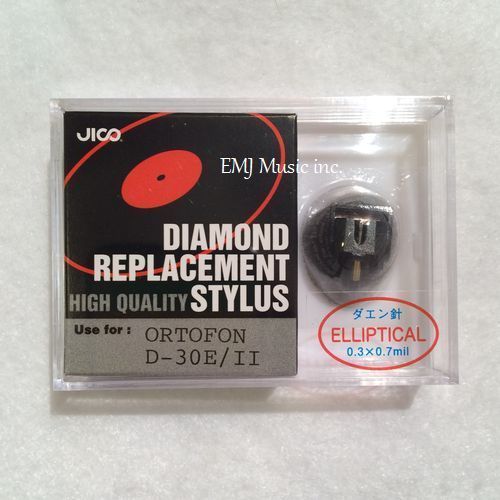 JICO
EMJ Music inc.
DIAMOND
REPLACEMENT
HIGH QUALITY STYLUS
Use for : ORTOFON
D-30E/II
ダエン針
ELLIPTICAL
0.3×0.7mil